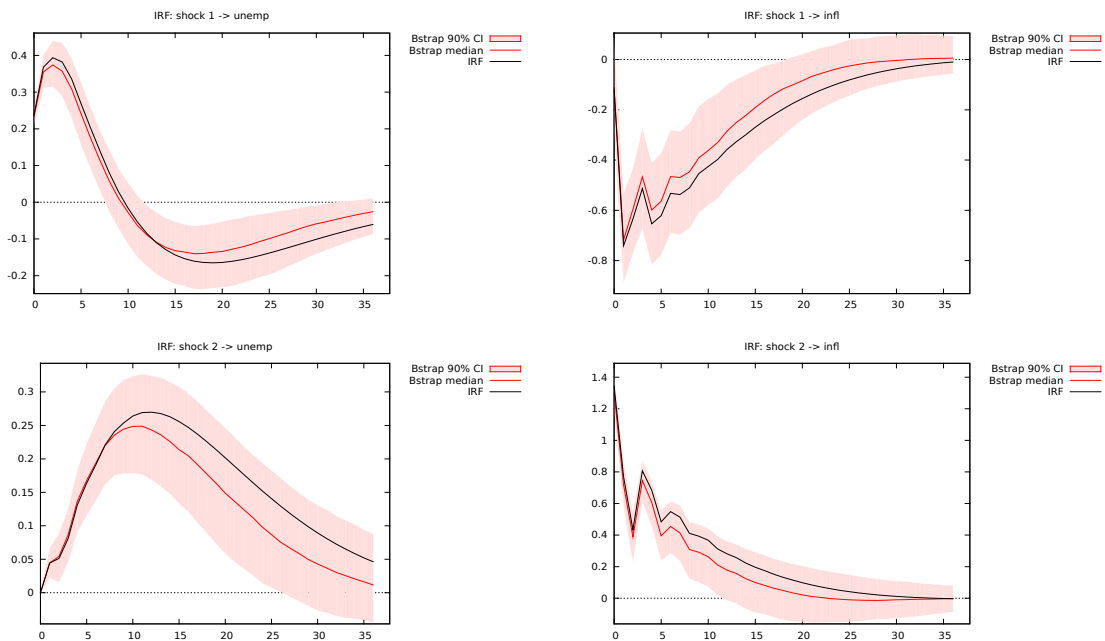 IRF: shock 1 -> unemp
Bstrap 90% CI
Bstrap median
IRF
0.4
0.3
0.2
0.1
0
-0.1
-0.2
0 5 10 15 20 25 30 35
IRF: shock 1 -> infl
Bstrap 90% CI
Bstrap median
IRF
0
-0.2
-0.4
-0.6
-0.8
0 5 10 15 20 25 30 35
IRF: shock 2 -> unemp
Bstrap 90% CI
Bstrap median
IRF
0.3
0.25
0.2
0.15
0.1
0.05
0
0 5 10 15 20 25 30 35
IRF: shock 2 -> infl
Bstrap 90% CI
Bstrap median
IRF
1.4
1.2
1
0.8
0.6
0.4
0.2
0
0 5 10 15 20 25 30 35